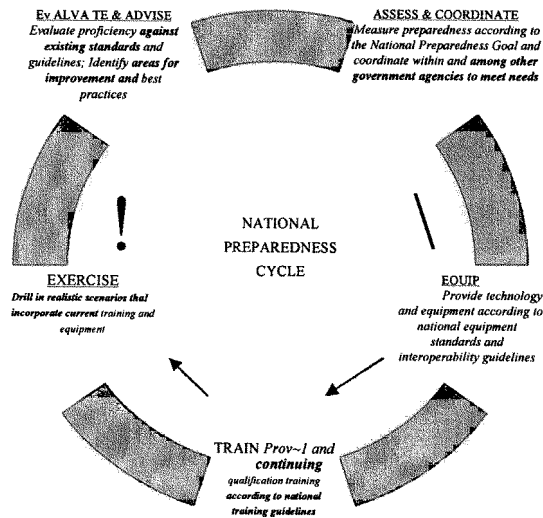 Ev ALVA TE & ADVISE
Evaluate proficiency against
existing standards and
guidelines; Identify areas for
improvement and best
practices
ASSESS & COORDINATE
Measure preparedness according to
the National Preparedness Goal and
coordinate within and among other
government agencies to meet needs
NATIONAL
PREPAREDNESS
CYCLE
!
EXERCISE
Drill in realistic scenarios that
incorporate current training and
equipment
EQUIP
Provide technology
and equipment according to
national equipment
standards and
interoperability guidelines
TRAIN Prov~1 and
continuing
qualification training
according to national
training guidelines